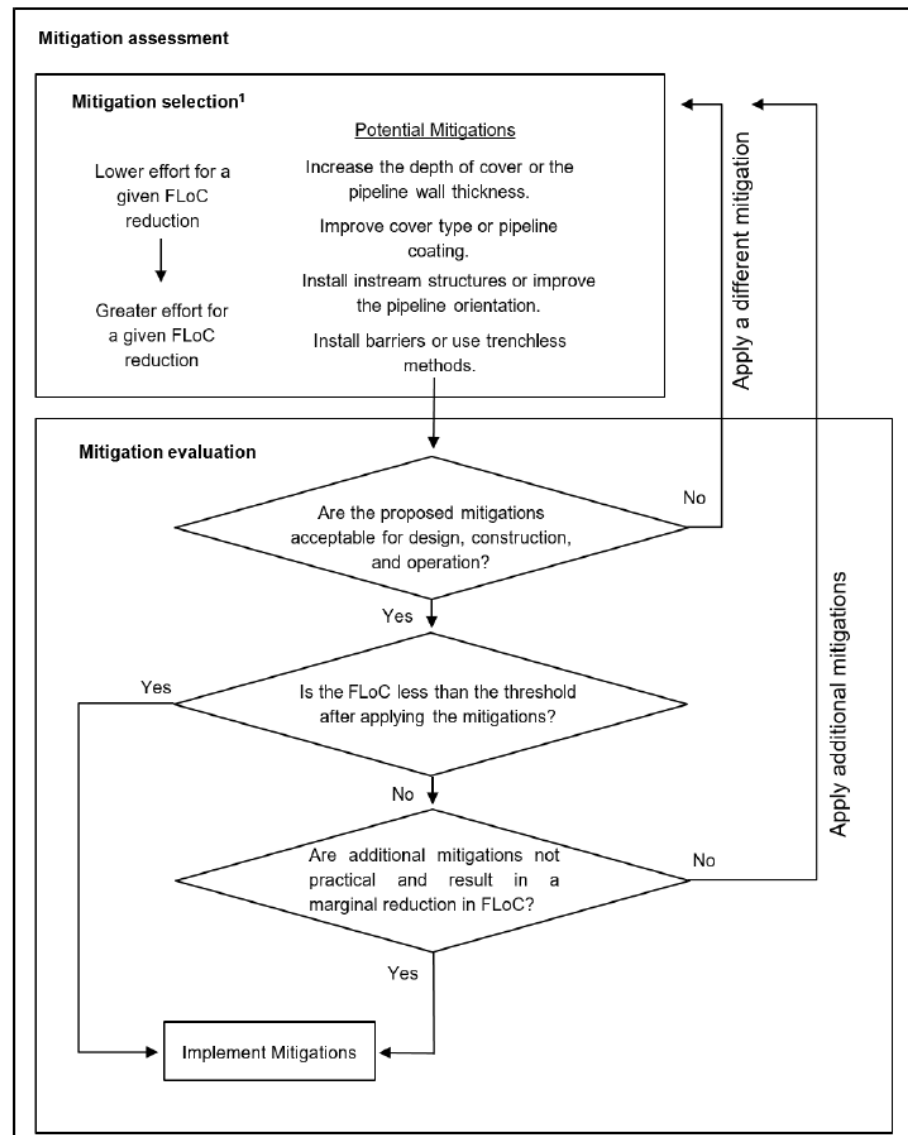 Mitigation assessment
Mitigation selection¹
Potential Mitigations
Lower effort for a
given FLoC
reduction
Greater effort for
a given FLoC
reduction
Increase the depth of cover or the
pipeline wall thickness.
Improve cover type or pipeline
coating.
Install instream structures or improve
the pipeline orientation.
Install barriers or use trenchless
methods.
Apply a different mitigation
Apply additional mitigations
Mitigation evaluation
Are the proposed mitigations
acceptable for design, construction,
and operation?
No
Yes
Is the FLoC less than the threshold
after applying the mitigations?
Yes
No
Are additional mitigations not
practical and result in a
marginal reduction in FLoC?
No
Yes
Implement Mitigations